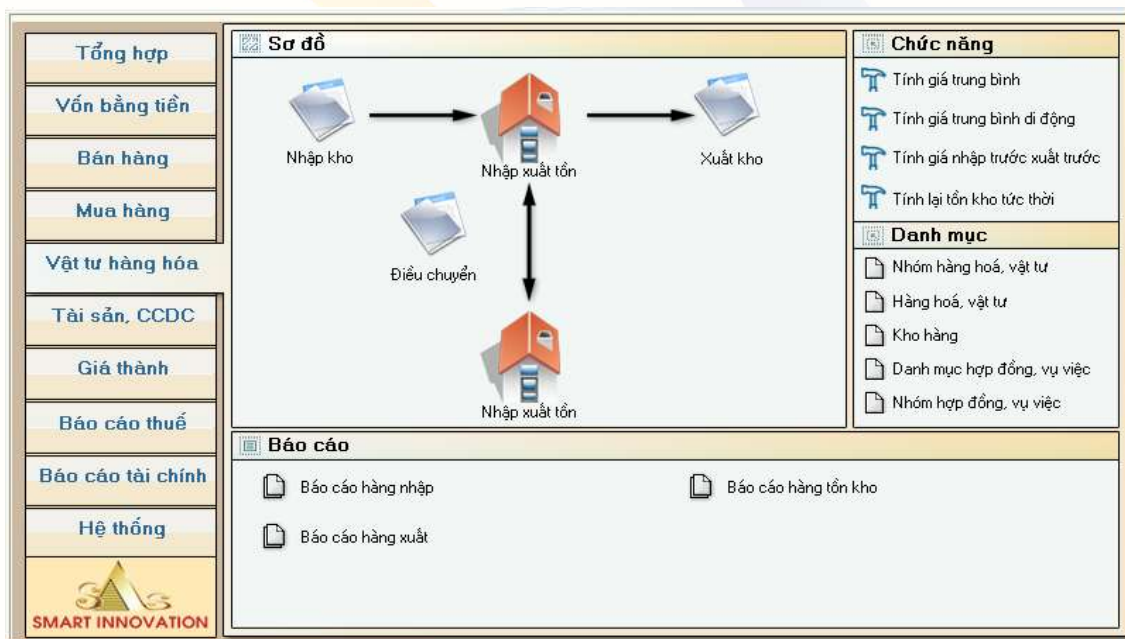 Tổng hợp
Vốn bằng tiền
Bán hàng
Mua hàng
Vật tư hàng hóa
Tài sản, CCDC
Giá thành
Báo cáo thuế
Báo cáo tài chính
Hệ thống
SAS
SMART INNOVATION
Sơ đồ
Nhập kho
Nhập xuất tồn
Xuất kho
Điều chuyển
Nhập xuất tồn
Chức năng
Tính giá trung bình
Tính giá trung bình di động
Tính giá nhập trước xuất trước
Tính lại tồn kho tức thời
Danh mục
Nhóm hàng hoá, vật tư
Hàng hoá, vật tư
Kho hàng
Danh mục hợp đồng, vụ việc
Nhóm hợp đồng, vụ việc
Báo cáo
Báo cáo hàng nhập
Báo cáo hàng tồn kho
Báo cáo hàng xuất